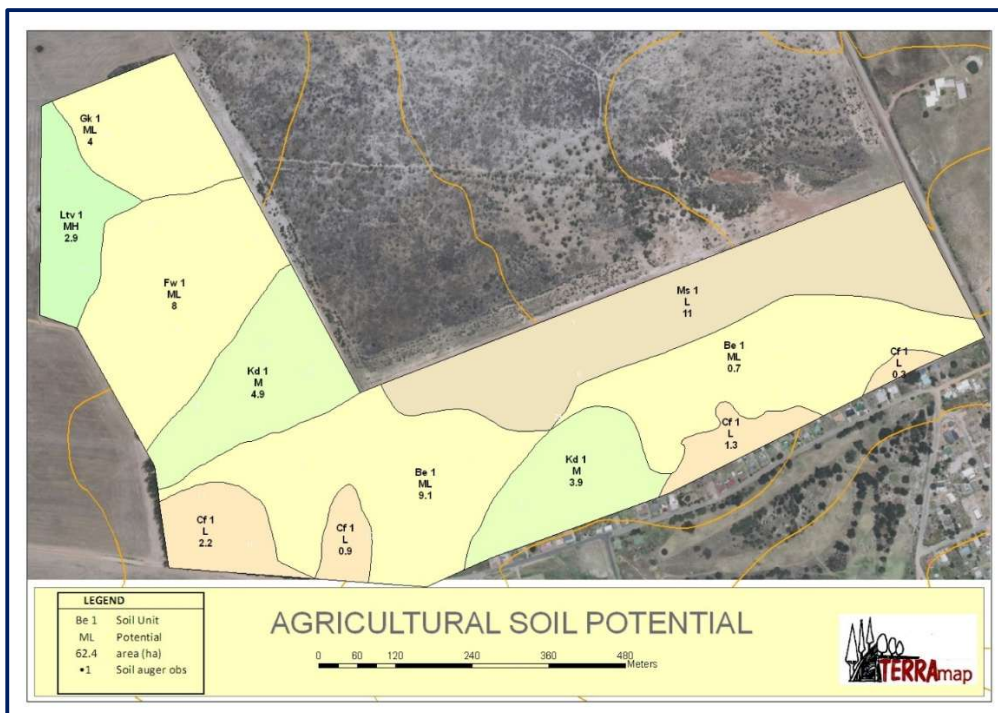 Gk 1
ML
4
Ltv 1
MH
2.9
Fw 1
ML
8
Kd 1
M
4.9
Ms 1
L
11
Be 1
ML
0.7
Cf 1
L
0.3
Cf 1
L
1.3
Kd 1
M
3.9
Be 1
ML
9.1
Cf 1
L
2.2
Cf 1
L
0.9
LEGEND
Be 1 Soil Unit
ML Potential
62.4 area (ha)
•1 Soil auger obs
AGRICULTURAL SOIL POTENTIAL
0 60 120 240 360 480
Meters
TERRAmap